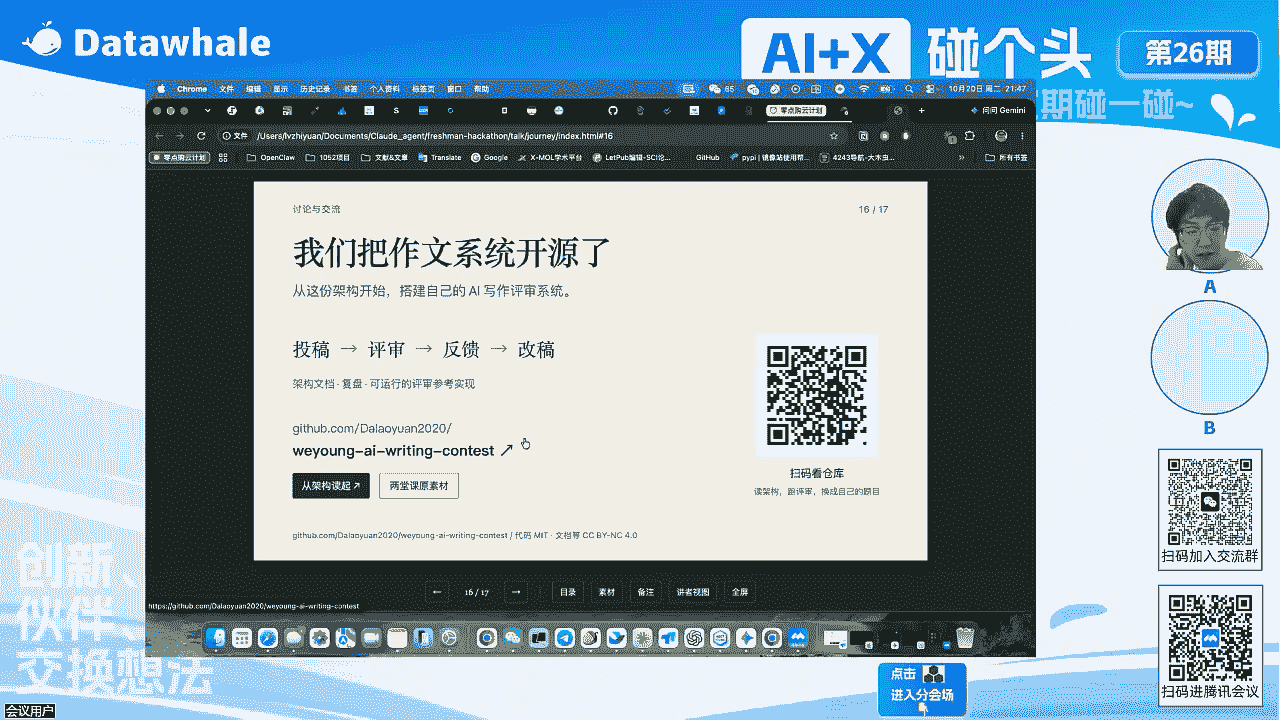 Datawhale
AI+X 碰个头
第26期
期碰一碰~
Chrome 文件 编辑 显示 历史记录 书签 个人资料 标签页 窗口 帮助
65
10月20日 周二 21:47
零点购云计划
问问 Gemini
文件 /Users/lvzhiyuan/Documents/Claude_agent/freshman-hackathon/talk/journey/index.html#16
零点购云计划 OpenClaw 1052项目 文献&文章 Translate Google X-MOL学术平台 LetPub编辑-SCI论... GitHub pypi | 镜像站使用帮... 4243导航-大木虫... » 所有书签
讨论与交流
16 / 17
我们把作文系统开源了
从这份架构开始，搭建自己的 AI 写作评审系统。
投稿 → 评审 → 反馈 → 改稿
架构文档 · 复盘 · 可运行的评审参考实现
github.com/Dalaoyuan2020/
weyoung-ai-writing-contest ↗
从架构读起 ↗ 两堂课原素材
扫码看仓库
读架构，跑评审，换成自己的题目
github.com/Dalaoyuan2020/weyoung-ai-writing-contest / 代码 MIT · 文档等 CC BY-NC 4.0
← 16 / 17 → 目录 素材 备注 讲者视图 全屏
https://github.com/Dalaoyuan2020/weyoung-ai-writing-contest
A
B
扫码加入交流群
扫码进腾讯会议
创新、
伙伴、
交换想法
点击
进入分会场
会议用户